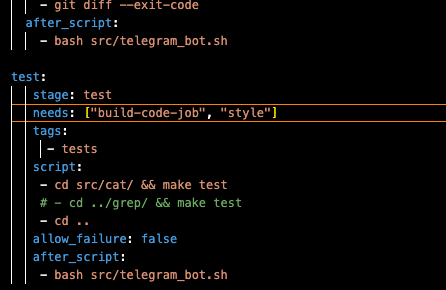 - git diff --exit-code
after_script:
- bash src/telegram_bot.sh
test:
stage: test
needs: ["build-code-job", "style"]
tags:
- tests
script:
- cd src/cat/ && make test
# - cd ../grep/ && make test
- cd ..
allow_failure: false
after_script:
- bash src/telegram_bot.sh